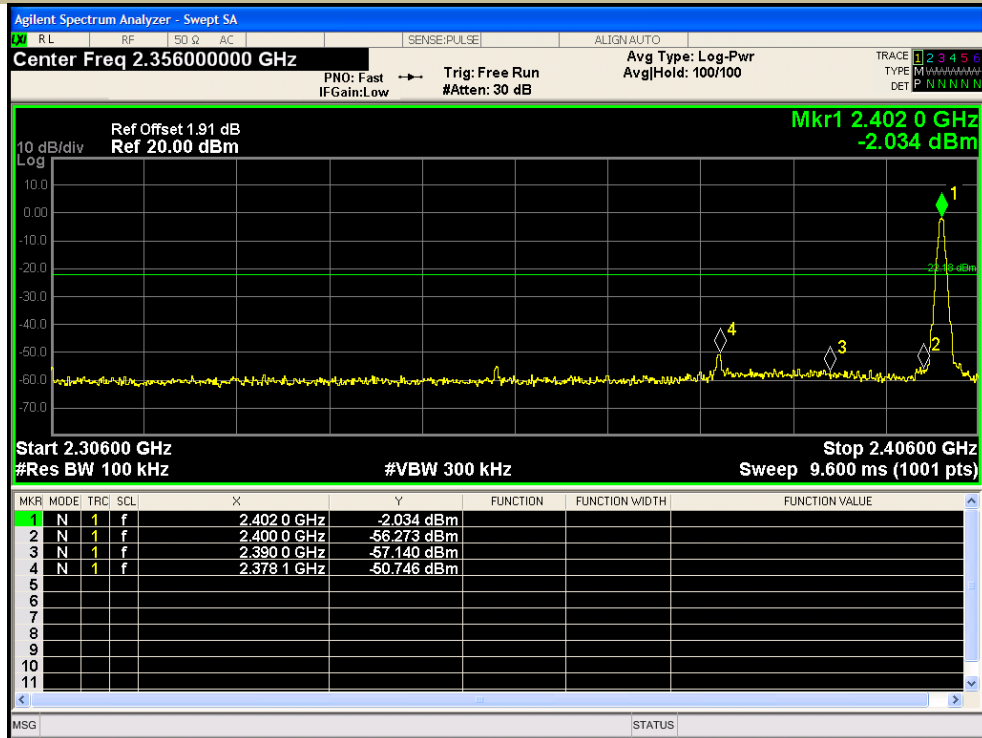 Agilent Spectrum Analyzer - Swept SA
LXI RL RF 50 Ω AC SENSE:PULSE ALIGNAUTO
Center Freq 2.356000000 GHz
PNO: Fast
IFGain:Low
Trig: Free Run
#Atten: 30 dB
Avg Type: Log-Pwr
Avg|Hold: 100/100
TRACE 1 2 3 4 5 6
TYPE M W W W W W
DET P N N N N N
Mkr1 2.402 0 GHz
-2.034 dBm
Ref Offset 1.91 dB
10 dB/div Ref 20.00 dBm
Log
10.0
1
0.00
-10.0
-20.0
-22.18 dBm
-30.0
-40.0
4
3
2
-50.0
-60.0
-70.0
Start 2.30600 GHz Stop 2.40600 GHz
#Res BW 100 kHz #VBW 300 kHz Sweep 9.600 ms (1001 pts)
MKR MODE TRC SCL X Y FUNCTION FUNCTION WIDTH FUNCTION VALUE
1 N 1 f 2.402 0 GHz -2.034 dBm
2 N 1 f 2.400 0 GHz -56.273 dBm
3 N 1 f 2.390 0 GHz -57.140 dBm
4 N 1 f 2.378 1 GHz -50.746 dBm
5
6
7
8
9
10
11
MSG STATUS